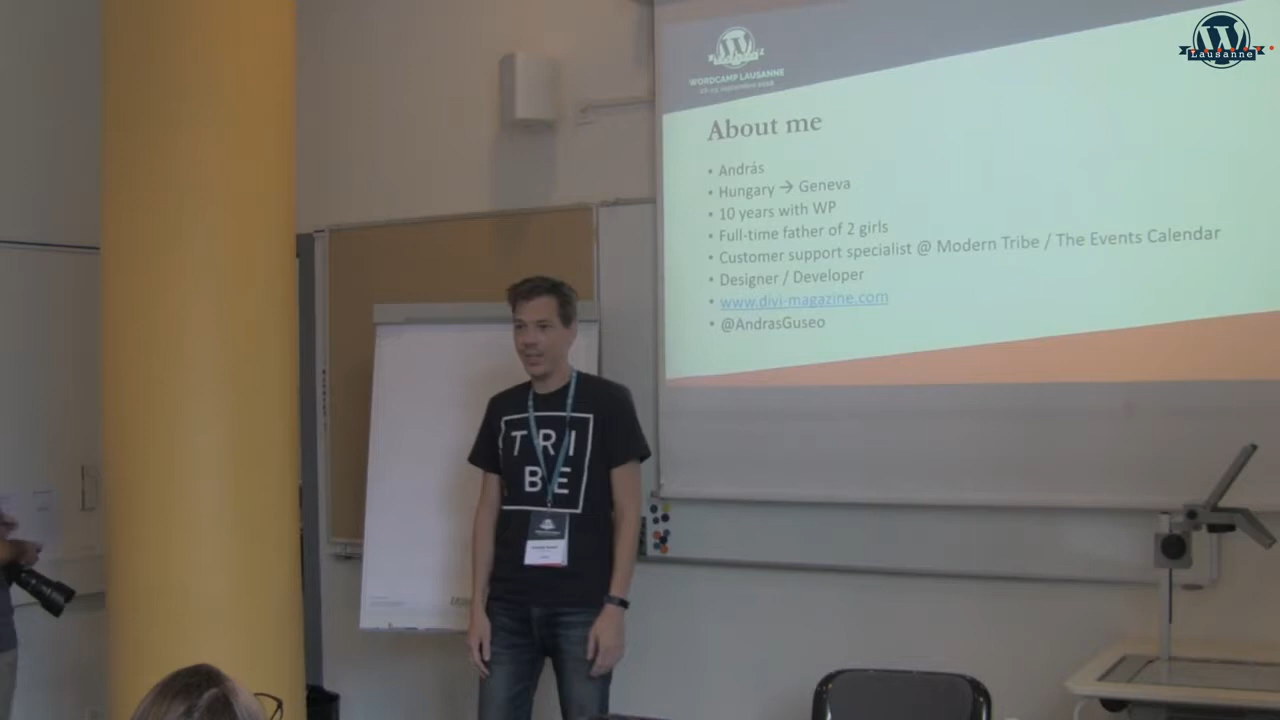 WORDCAMP LAUSANNE
About me
• András
• Hungary → Geneva
• 10 years with WP
• Full-time father of 2 girls
• Customer support specialist @ Modern Tribe / The Events Calendar
• Designer / Developer
• www.divi-magazine.com
• @AndrasGuseo
Lausanne
TRI
BE